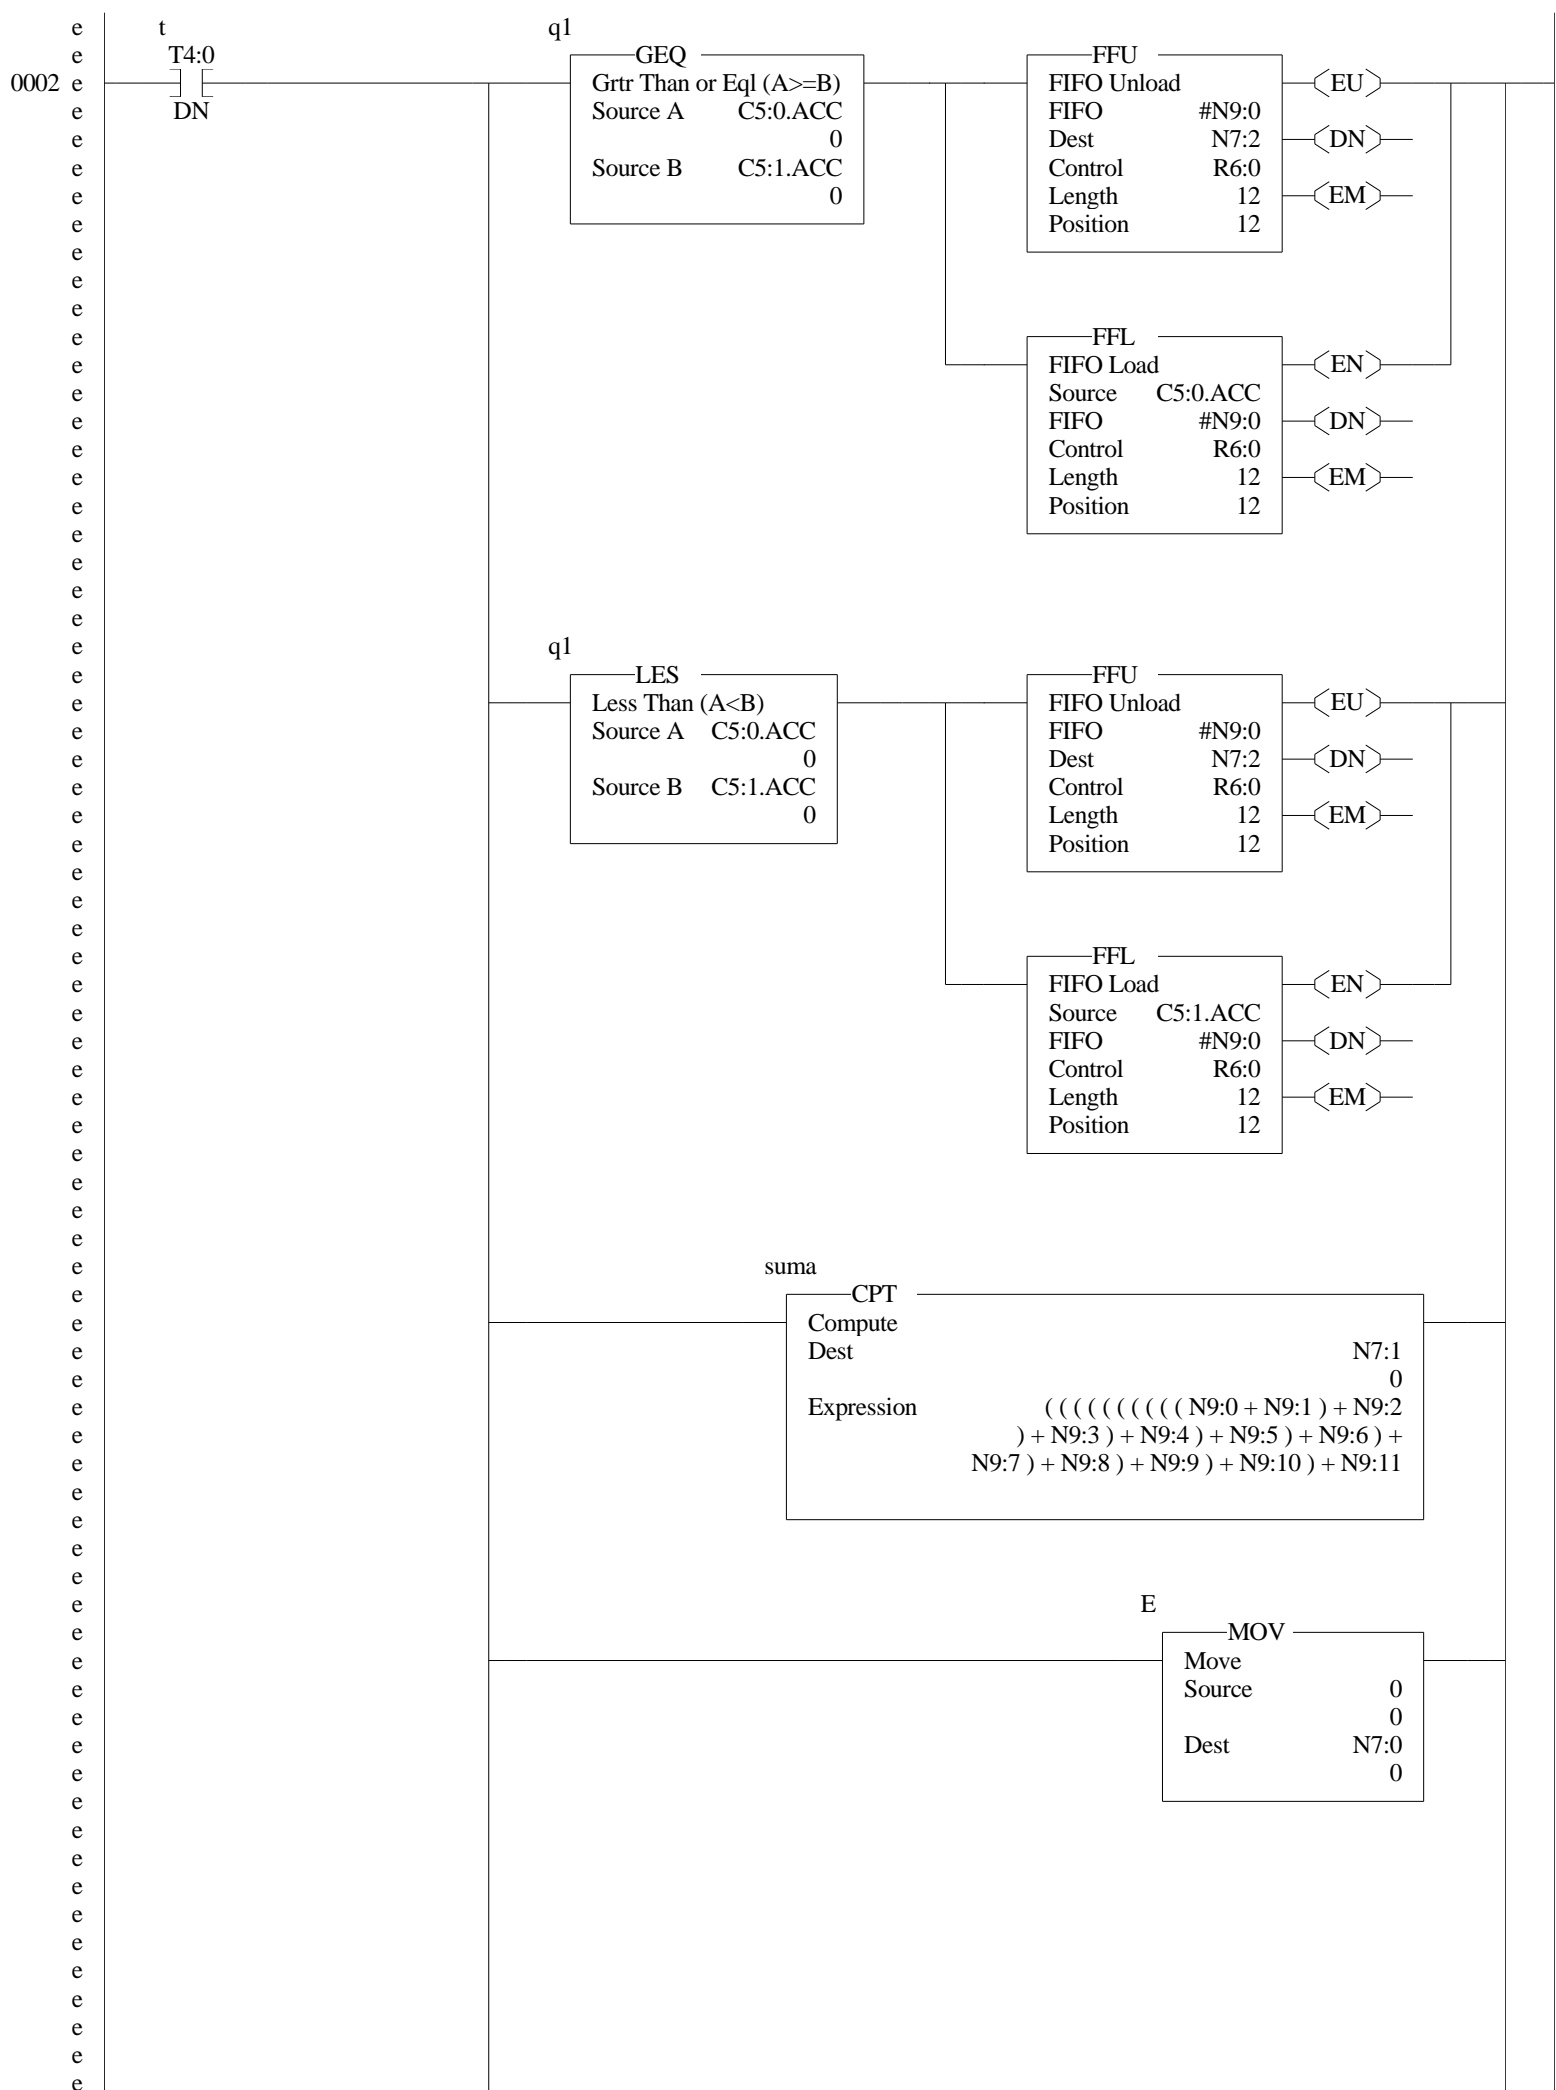 e t q1
e T4:0 GEQ FFU
0002 e Grtr Than or Eql (A>=B) FIFO Unload EU
e DN Source A C5:0.ACC FIFO #N9:0
e 0 Dest N7:2 DN
e Source B C5:1.ACC Control R6:0
e 0 Length 12 EM
e Position 12
e
e
e
e FFL
e FIFO Load EN
e Source C5:0.ACC
e FIFO #N9:0 DN
e Control R6:0
e Length 12 EM
e Position 12
e
e
e
e
e q1
e LES FFU
e Less Than (A<B) FIFO Unload EU
e Source A C5:0.ACC FIFO #N9:0
e 0 Dest N7:2 DN
e Source B C5:1.ACC Control R6:0
e 0 Length 12 EM
e Position 12
e
e
e
e FFL
e FIFO Load EN
e Source C5:1.ACC
e FIFO #N9:0 DN
e Control R6:0
e Length 12 EM
e Position 12
e
e
e
e
e suma
e CPT
e Compute
e Dest N7:1
e 0
e Expression ( ( ( ( ( ( ( ( ( ( N9:0 + N9:1 ) + N9:2
e ) + N9:3 ) + N9:4 ) + N9:5 ) + N9:6 ) +
e N9:7 ) + N9:8 ) + N9:9 ) + N9:10 ) + N9:11
e
e
e
e
e E
e MOV
e Move
e Source 0
e 0
e Dest N7:0
e 0
e
e
e
e
e
e
e
e
e
e
e